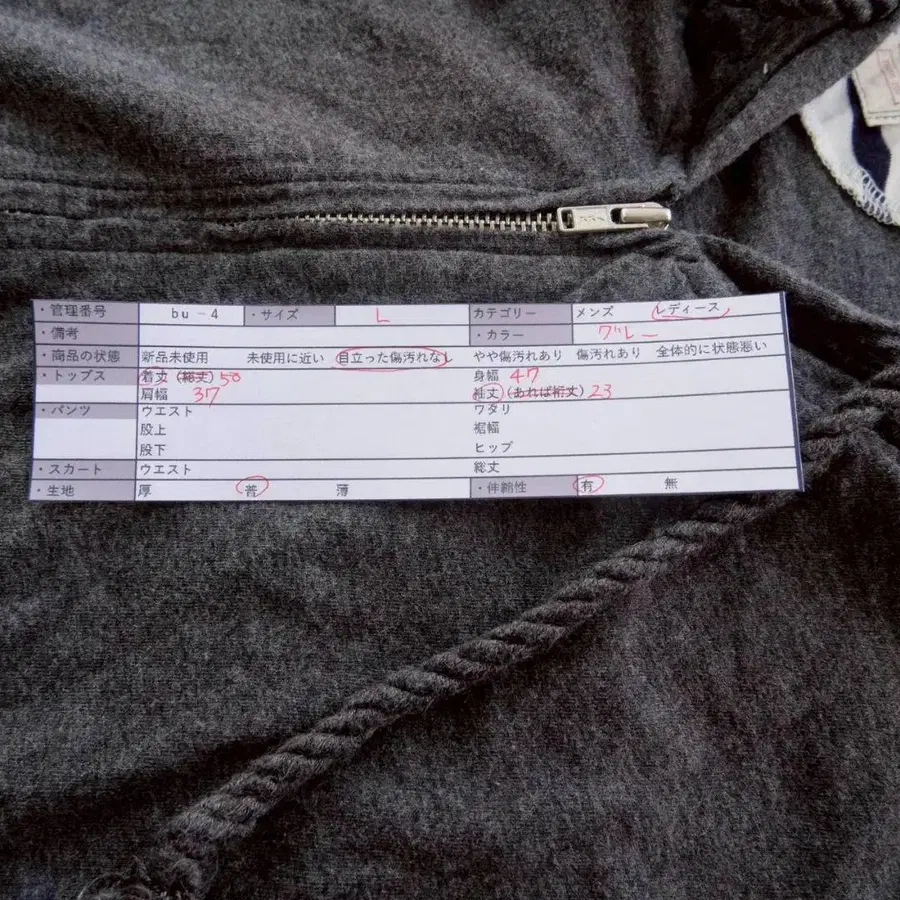 ・管理番号 bu-4 ・サイズ L カテゴリー メンズ レディース
・備考 ・カラー グレー
・商品の状態 新品未使用 未使用に近い 目立った傷汚れなし やや傷汚れあり 傷汚れあり 全体的に状態悪い
・トップス 着丈 (総丈) 50 身幅 47
肩幅 37 袖丈 (あれば裄丈) 23
・パンツ ウエスト ワタリ
股上 裾幅
股下 ヒップ
・スカート ウエスト 総丈
・生地 厚 普 薄 ・伸縮性 有 無